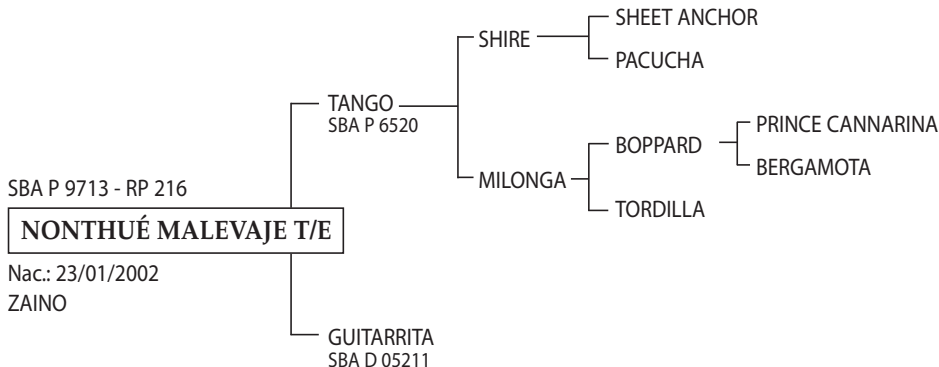 SHEET ANCHOR
SHIRE
PACUCHA
TANGO
SBA P 6520
PRINCE CANNARINA
BOPPARD
BERGAMOTA
MILONGA
SBA P 9713 - RP 216
TORDILLA
NONTHUÉ MALEVAJE T/E
Nac.: 23/01/2002
ZAINO
GUITARRITA
SBA D 05211